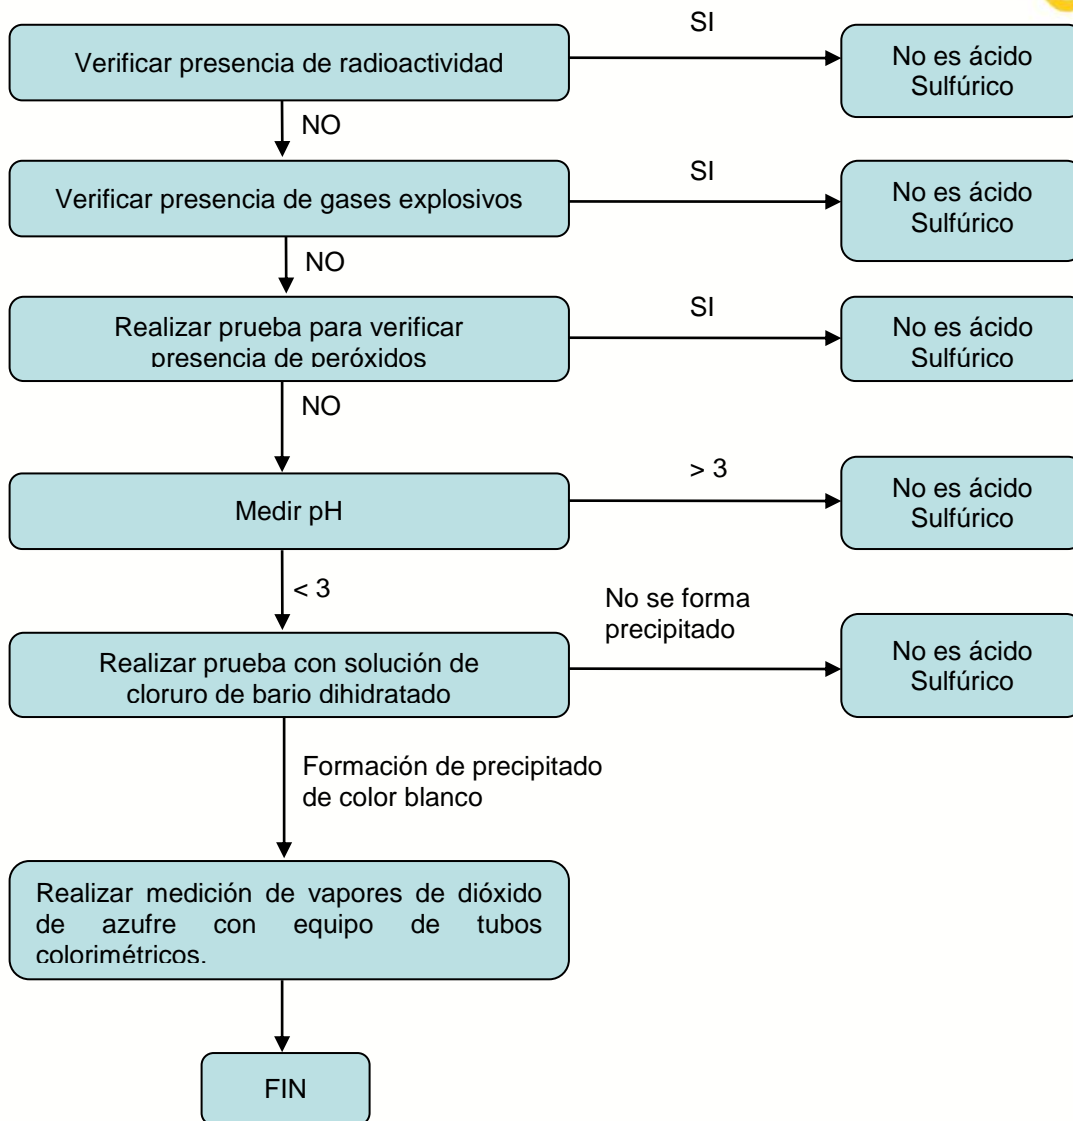 SI
Verificar presencia de radioactividad
No es ácido
Sulfúrico
NO
SI
Verificar presencia de gases explosivos
No es ácido
Sulfúrico
NO
SI
Realizar prueba para verificar
presencia de peróxidos
No es ácido
Sulfúrico
NO
> 3
Medir pH
No es ácido
Sulfúrico
< 3
No se forma
precipitado
Realizar prueba con solución de
cloruro de bario dihidratado
No es ácido
Sulfúrico
Formación de precipitado
de color blanco
Realizar medición de vapores de dióxido
de azufre con equipo de tubos
colorimétricos.
FIN